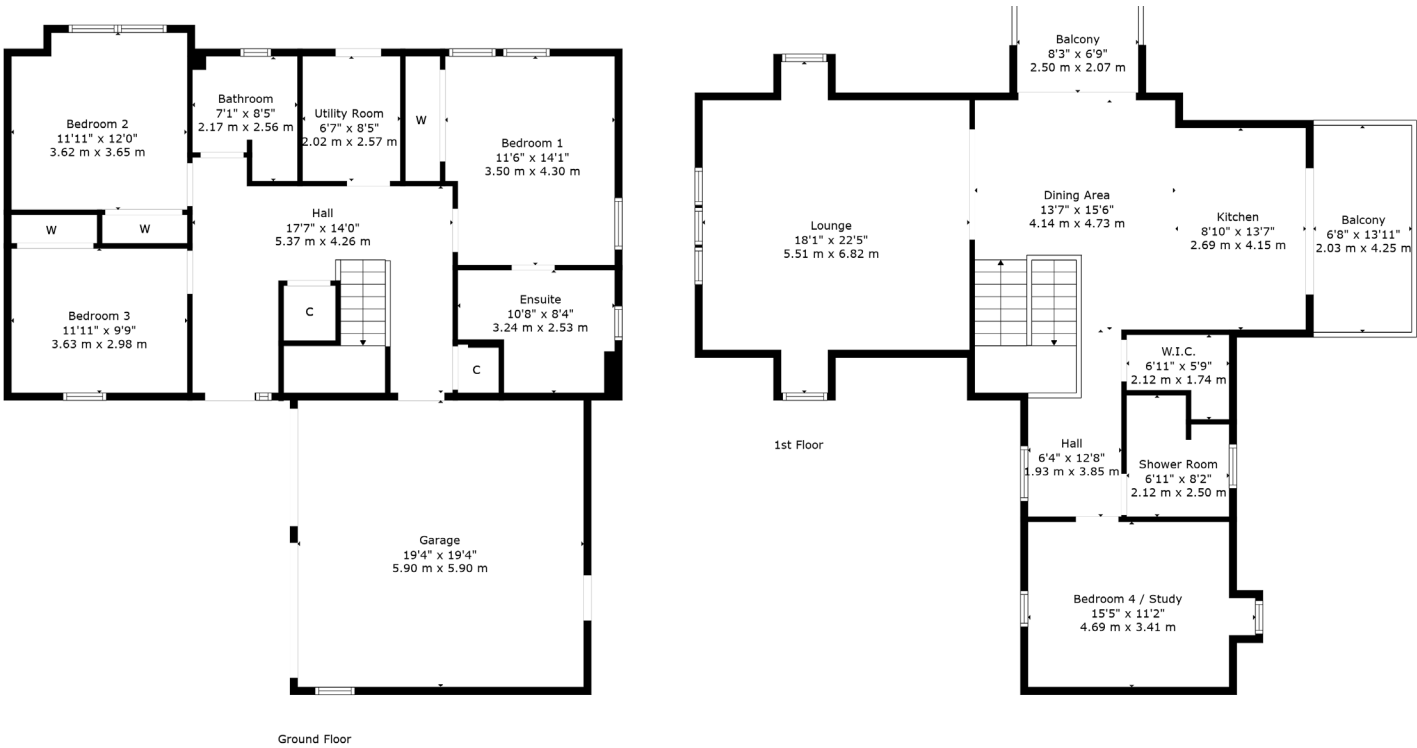 Bedroom 2
11'11" x 12'0"
3.62 m x 3.65 m
Bathroom
7'1" x 8'5"
2.17 m x 2.56 m
Utility Room
6'7" x 8'5"
2.02 m x 2.57 m
W
Bedroom 1
11'6" x 14'1"
3.50 m x 4.30 m
W
W
Hall
17'7" x 14'0"
5.37 m x 4.26 m
Bedroom 3
11'11" x 9'9"
3.63 m x 2.98 m
C
Ensuite
10'8" x 8'4"
3.24 m x 2.53 m
C
Garage
19'4" x 19'4"
5.90 m x 5.90 m
Ground Floor
Balcony
8'3" x 6'9"
2.50 m x 2.07 m
Lounge
18'1" x 22'5"
5.51 m x 6.82 m
Dining Area
13'7" x 15'6"
4.14 m x 4.73 m
Kitchen
8'10" x 13'7"
2.69 m x 4.15 m
Balcony
6'8" x 13'11"
2.03 m x 4.25 m
W.I.C.
6'11" x 5'9"
2.12 m x 1.74 m
Hall
6'4" x 12'8"
1.93 m x 3.85 m
Shower Room
6'11" x 8'2"
2.12 m x 2.50 m
Bedroom 4 / Study
15'5" x 11'2"
4.69 m x 3.41 m
1st Floor